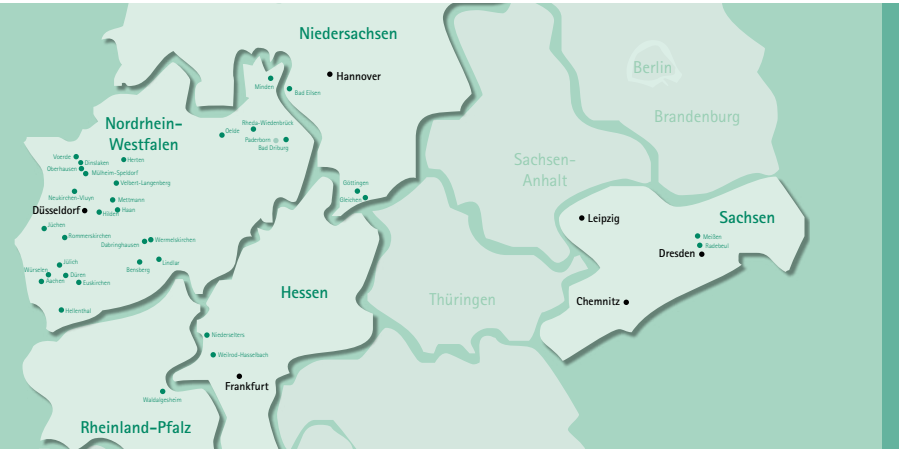 Niedersachsen
Hannover
Berlin
Minden
Bad Eilsen
Brandenburg
Nordrhein-
Westfalen
Rheda-Wiedenbrück
Oelde
Paderborn
Bad Driburg
Voerde
Dinslaken
Herten
Oberhausen
Mülheim-Speldorf
Velbert-Langenberg
Sachsen-
Anhalt
Neukirchen-Vluyn
Mettmann
Göttingen
Gleichen
Düsseldorf
Hilden
Haan
Leipzig
Sachsen
Jüchen
Rommerskirchen
Dabringhausen
Wermelskirchen
Meißen
Radebeul
Dresden
Jülich
Bensberg
Lindlar
Würselen
Düren
Aachen
Euskirchen
Hessen
Thüringen
Chemnitz
Hellenthal
Niederselters
Weilrod-Hasselbach
Frankfurt
Waldalgesheim
Rheinland-Pfalz